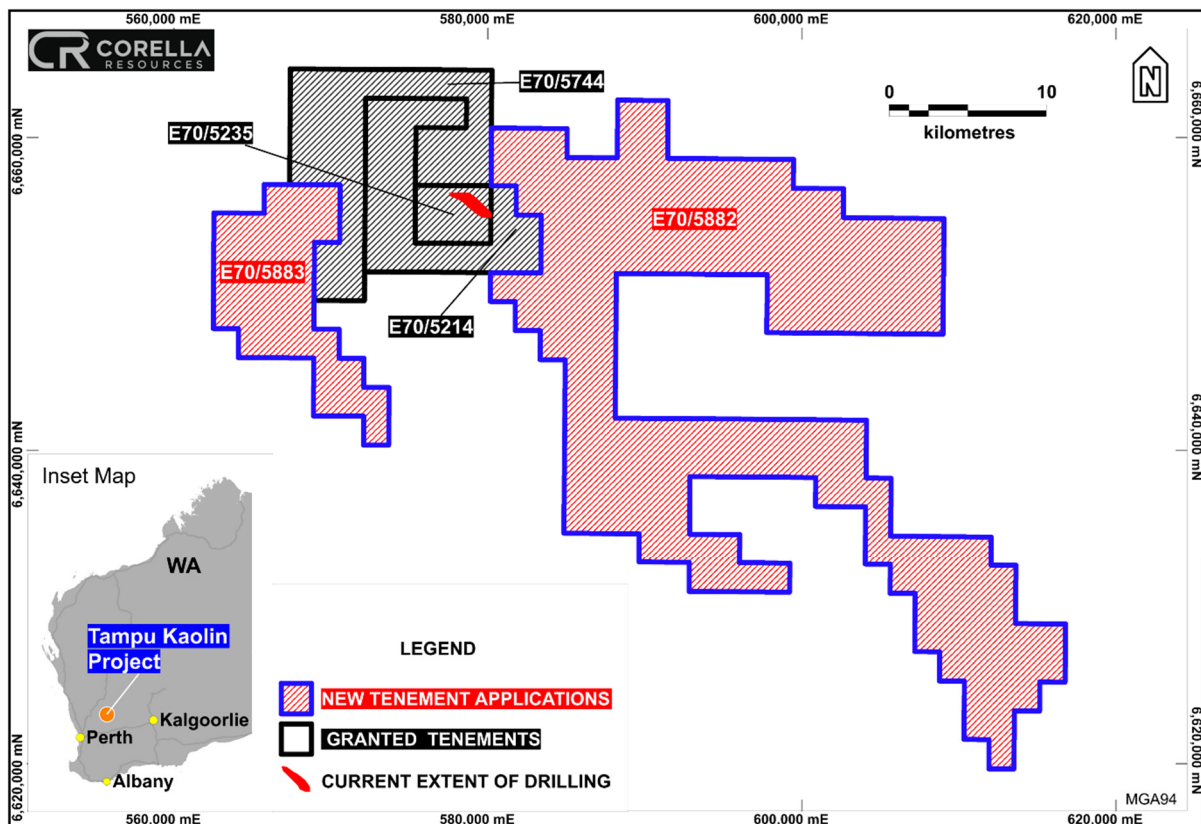 560,000 mE
580,000 mE
600,000 mE
620,000 mE
CR CORELLA
RESOURCES
E70/5744
0
10
kilometres
N
6,660,000 mN
6,660,000 mN
E70/5235
E70/5882
E70/5883
E70/5214
6,640,000 mN
6,640,000 mN
Inset Map
WA
Tampu Kaolin
Project
Kalgoorlie
Perth
Albany
LEGEND
NEW TENEMENT APPLICATIONS
GRANTED TENEMENTS
CURRENT EXTENT OF DRILLING
6,620,000 mN
6,620,000 mN
MGA94
560,000 mE
580,000 mE
600,000 mE
620,000 mE